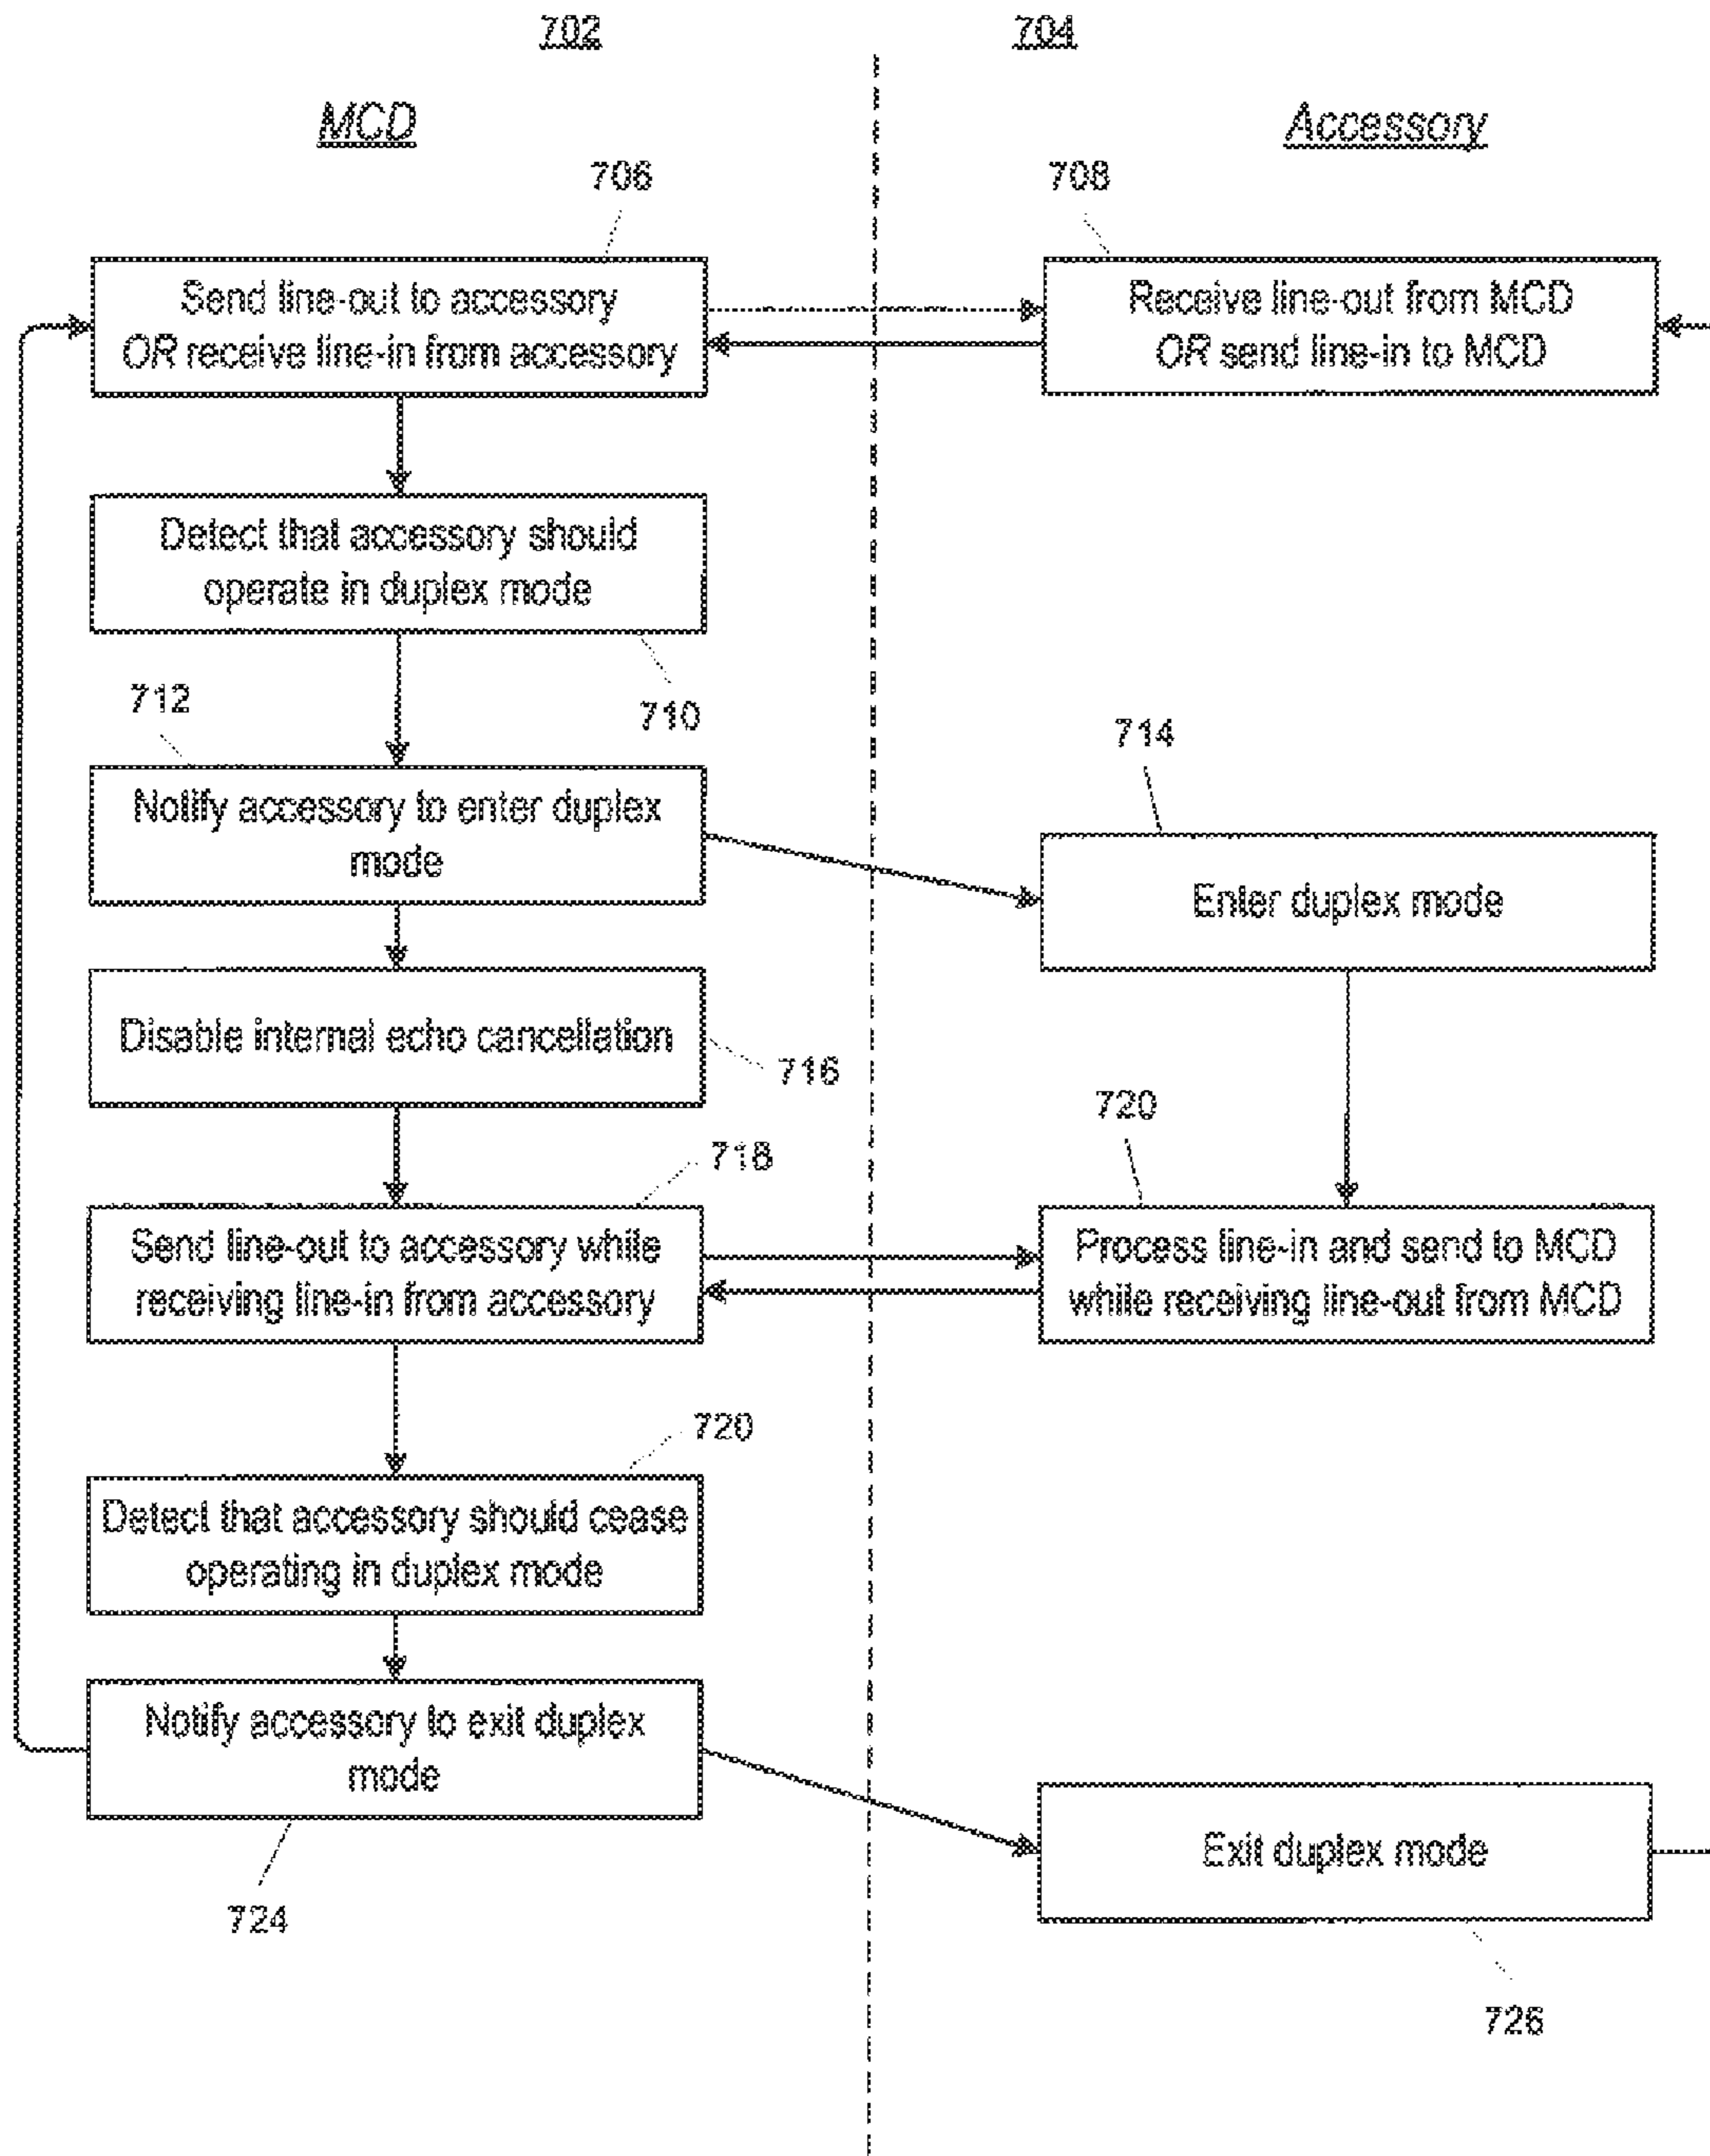 702
704
MCD
Accessory
706
708
Send line-out to accessory
OR receive line-in from accessory
Receive line-out from MCD
OR send line-in to MCD
Detect that accessory should
operate in duplex mode
710
712
714
Notify accessory to enter duplex
mode
Enter duplex mode
Disable internal echo cancellation
716
718
720
Send line-out to accessory while
receiving line-in from accessory
Process line-in and send to MCD
while receiving line-out from MCD
720
Detect that accessory should cease
operating in duplex mode
Notify accessory to exit duplex
mode
724
Exit duplex mode
726